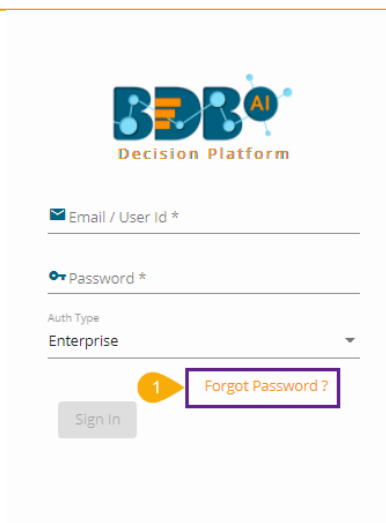 BDB AI
Decision Platform
Email / User Id *
Password *
Auth Type
Enterprise
1 Forgot Password ?
Sign In